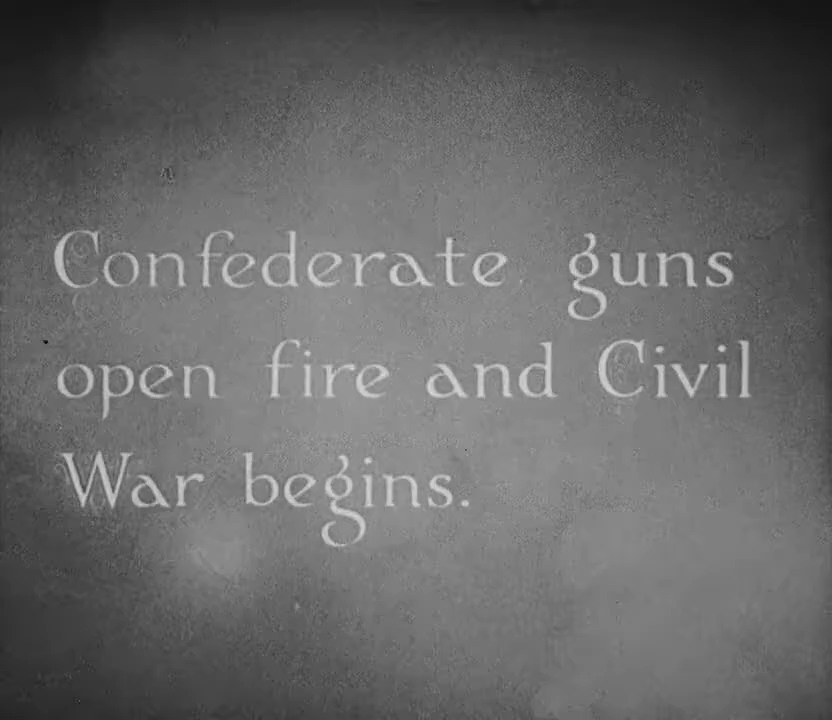 Confederate guns
open fire and Civil
War begins.